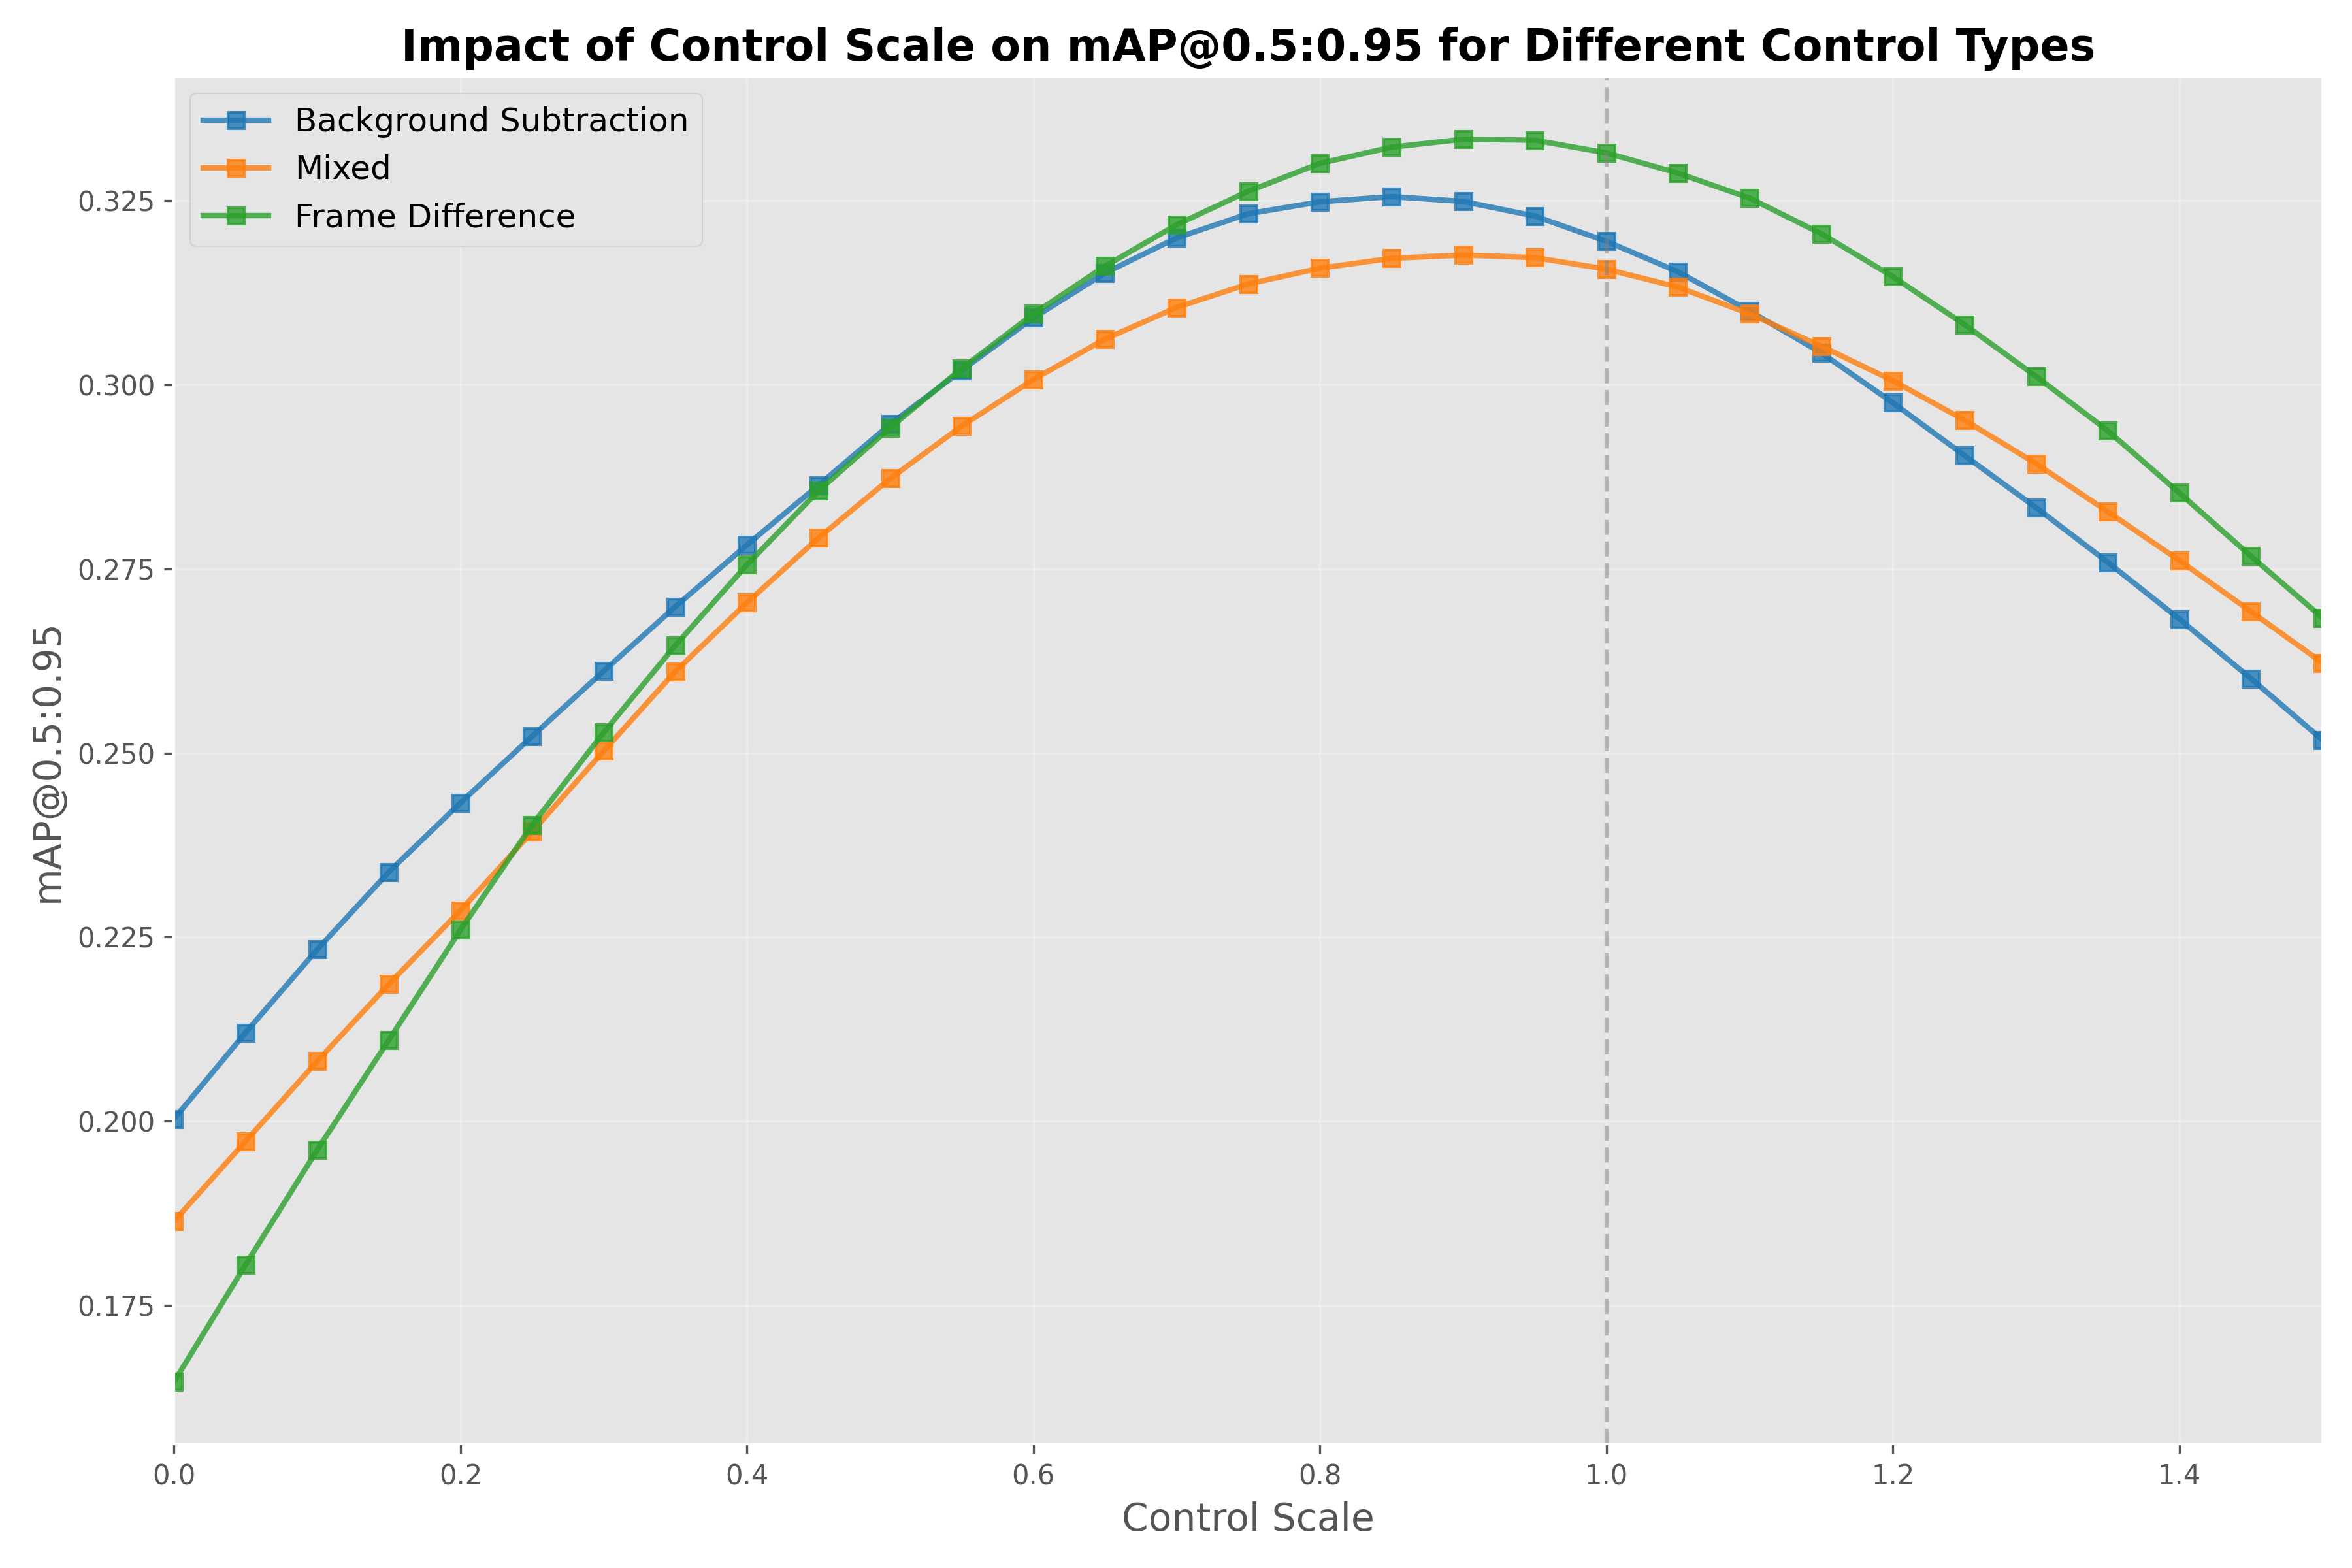 Impact of Control Scale on mAP@0.5:0.95 for Different Control Types
Background Subtraction
Mixed
Frame Difference
0.325
0.300
0.275
0.250
0.225
0.200
0.175
mAP@0.5:0.95
0.0 0.2 0.4 0.6 0.8 1.0 1.2 1.4
Control Scale